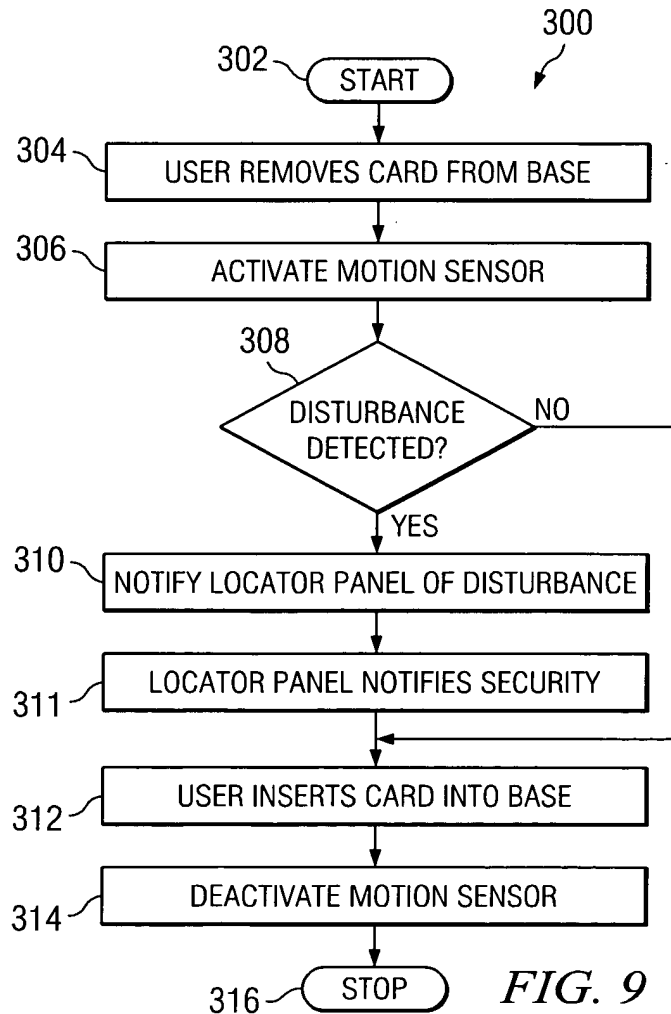 300
302
START
304
USER REMOVES CARD FROM BASE
306
ACTIVATE MOTION SENSOR
308
DISTURBANCE
DETECTED?
NO
YES
310
NOTIFY LOCATOR PANEL OF DISTURBANCE
311
LOCATOR PANEL NOTIFIES SECURITY
312
USER INSERTS CARD INTO BASE
314
DEACTIVATE MOTION SENSOR
316
STOP
FIG. 9